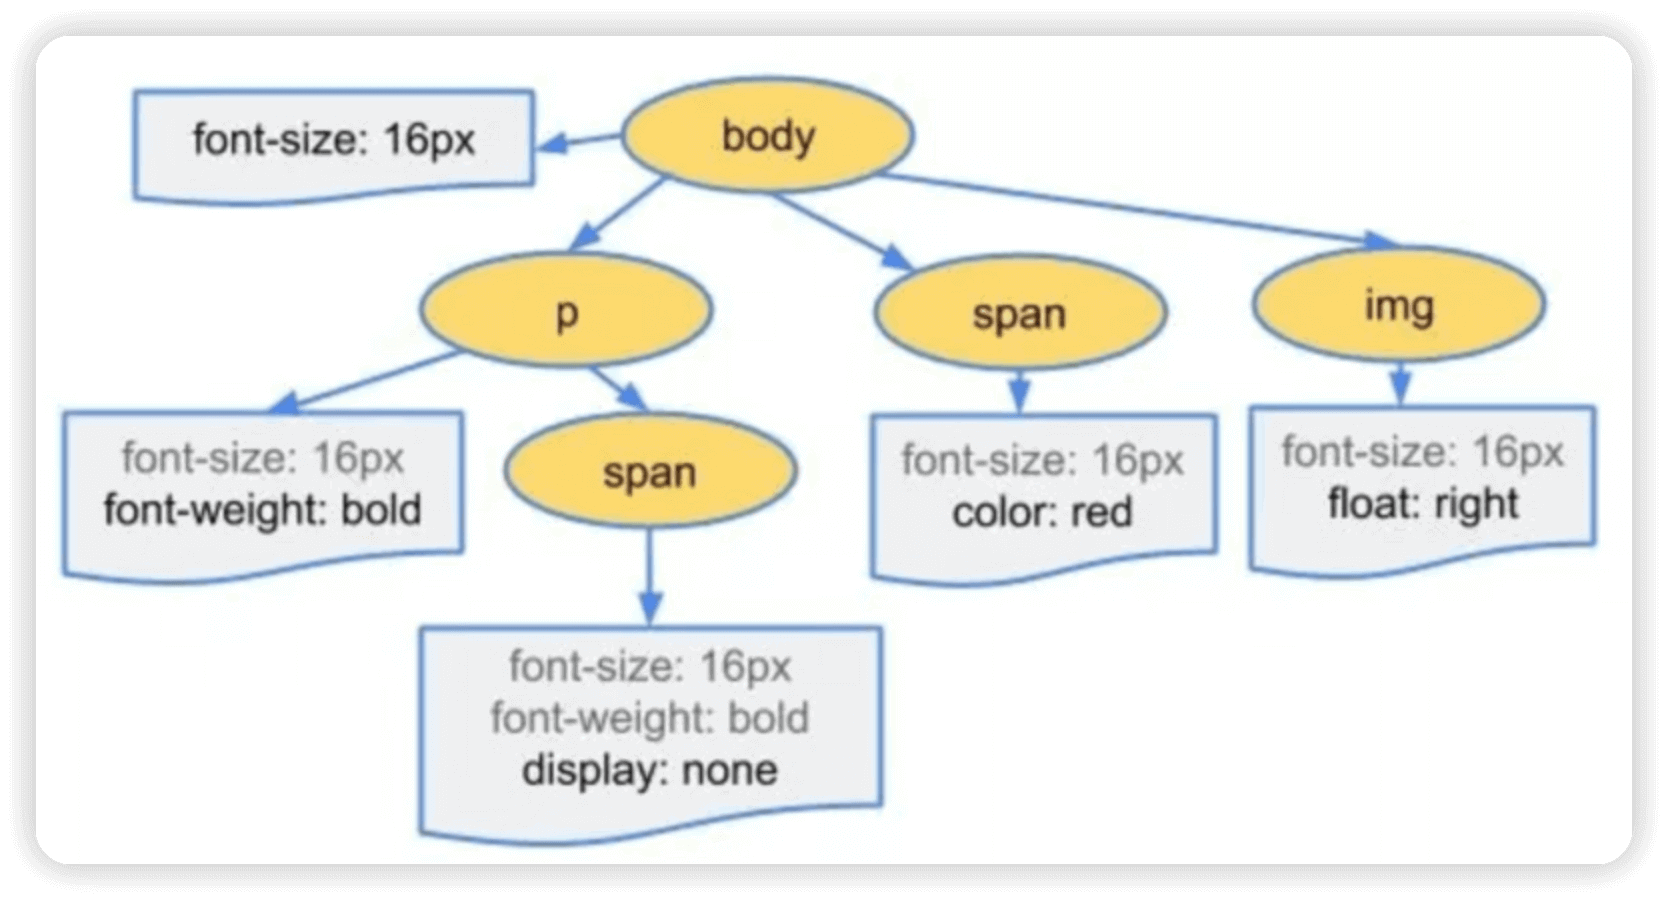 font-size: 16px
body
p
span
img
font-size: 16px
font-weight: bold
span
font-size: 16px
color: red
font-size: 16px
float: right
font-size: 16px
font-weight: bold
display: none